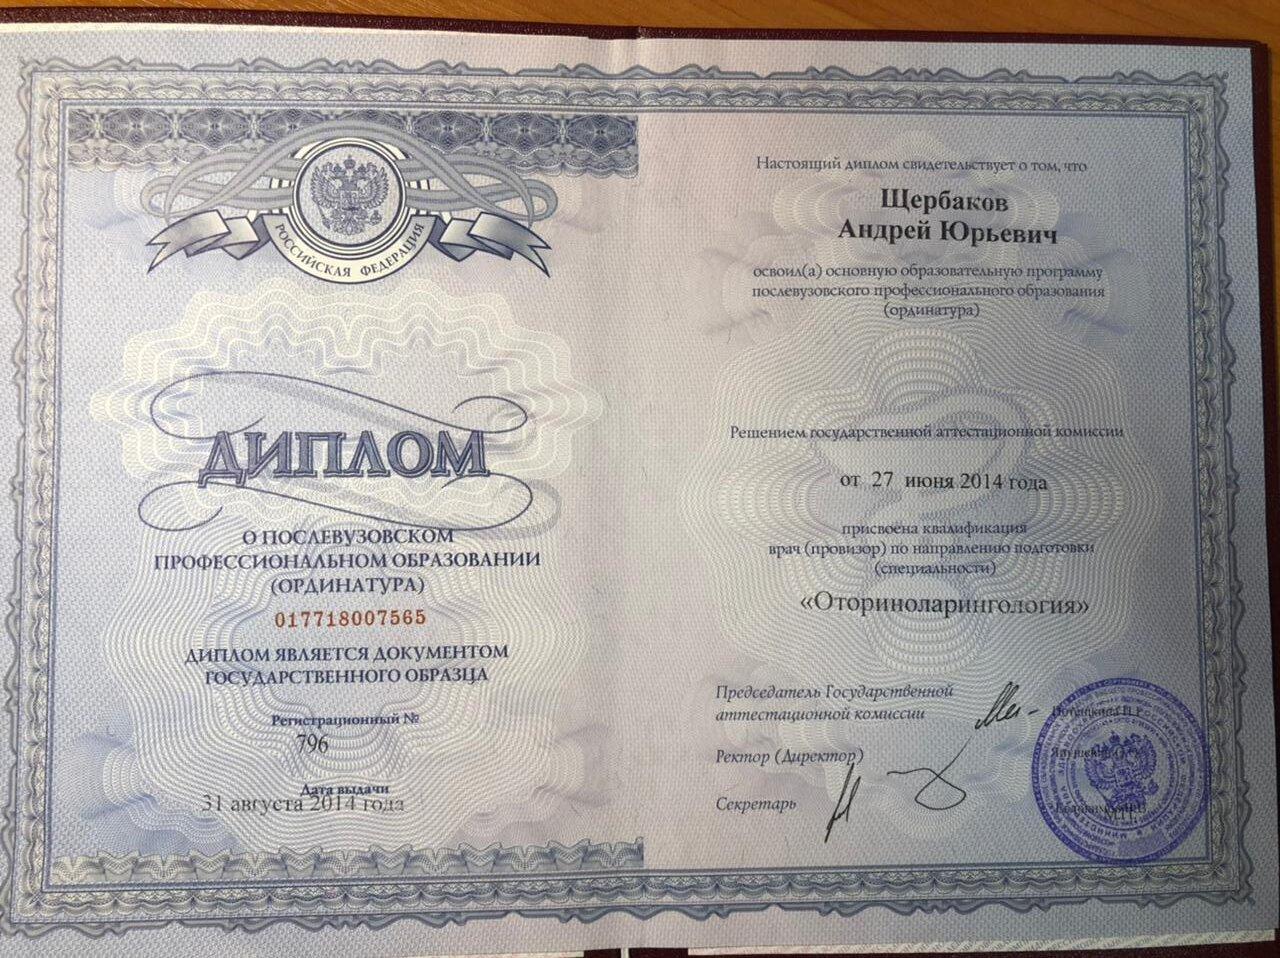 РОССИЙСКАЯ ФЕДЕРАЦИЯ
ДИПЛОМ
О ПОСЛЕВУЗОВСКОМ
ПРОФЕССИОНАЛЬНОМ ОБРАЗОВАНИИ
(ОРДИНАТУРА)
017718007565
ДИПЛОМ ЯВЛЯЕТСЯ ДОКУМЕНТОМ
ГОСУДАРСТВЕННОГО ОБРАЗЦА
Регистрационный №
796
Дата выдачи
31 августа 2014 года
Настоящий диплом свидетельствует о том, что
Щербаков
Андрей Юрьевич
освоил(а) основную образовательную программу
послевузовского профессионального образования
(ординатура)
Решением государственной аттестационной комиссии
от 27 июня 2014 года
присвоена квалификация
врач (провизор) по направлению подготовки
(специальности)
«Оториноларингология»
Председатель Государственной
аттестационной комиссии
Ректор (Директор)
Секретарь
М.П.